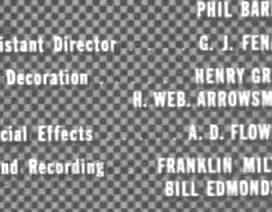 PHIL BAR
istant Director . . . . . G. J. FEN
Decoration . . . . . HENRY GR
H. WEB. ARROWSM
cial Effects . . . . . A. D. FLOW
nd Recording . . . FRANKLIN MIL
BILL EDMOND